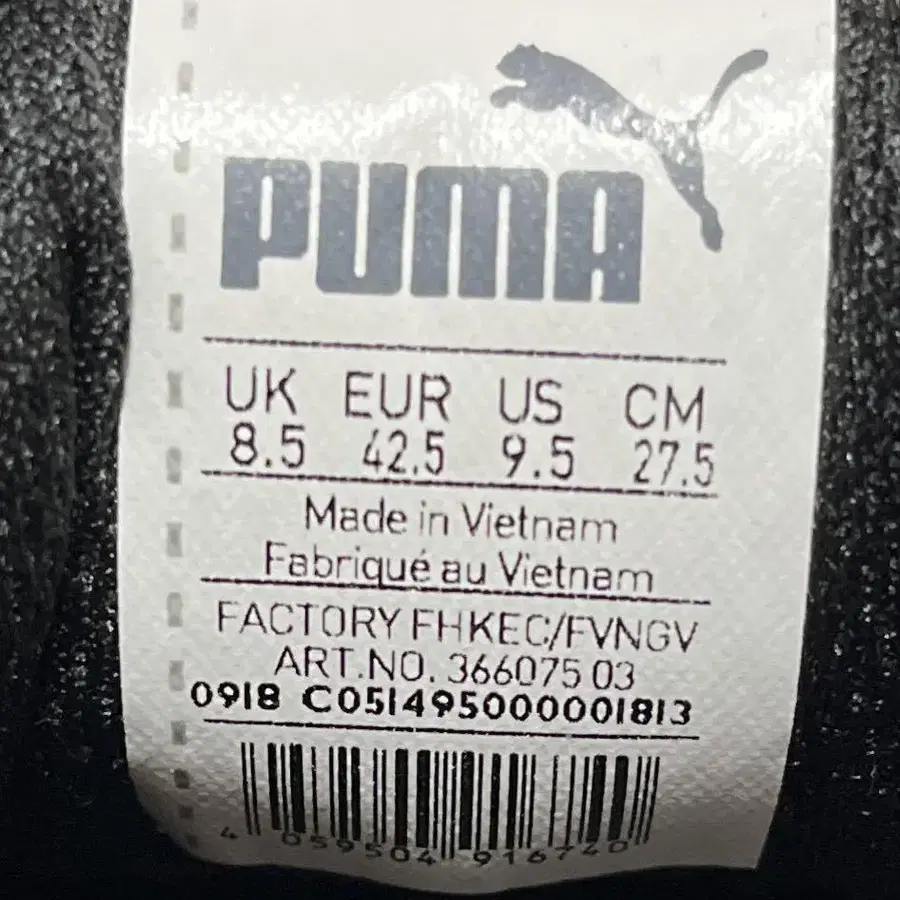 PUMA
UK EUR US CM
8.5 42.5 9.5 27.5
Made in Vietnam
Fabriqué au Vietnam
FACTORY FHKEC/FVNGV
ART.NO. 366075 03
0918 C051495000001813
4 059504 916740